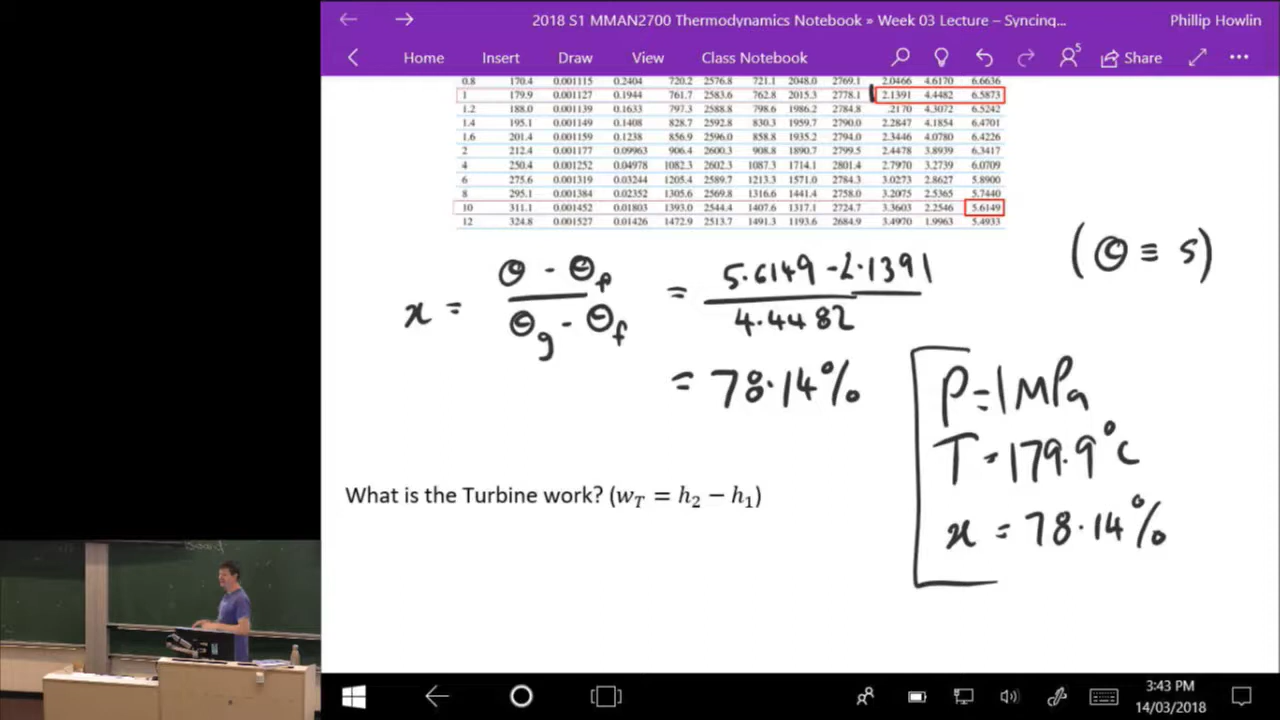 2018 S1 MMAN2700 Thermodynamics Notebook » Week 03 Lecture – Syncing... Phillip Howlin
Home Insert Draw View Class Notebook 5 Share
0.8 170.4 0.001115 0.2404 720.2 2576.8 721.1 2048.0 2769.1 2.0466 4.6170 6.6636
1 179.9 0.001127 0.1944 761.7 2583.6 762.8 2015.3 2778.1 2.1391 4.4482 6.5873
1.2 188.0 0.001139 0.1633 797.3 2588.8 798.6 1986.2 2784.8 .2170 4.3072 6.5242
1.4 195.1 0.001149 0.1408 828.7 2592.8 830.3 1959.7 2790.0 2.2847 4.1854 6.4701
1.6 201.4 0.001159 0.1238 856.9 2596.0 858.8 1935.2 2794.0 2.3446 4.0780 6.4226
2 212.4 0.001177 0.09963 906.4 2600.3 908.8 1890.7 2799.5 2.4478 3.8939 6.3417
4 250.4 0.001252 0.04978 1082.3 2602.3 1087.3 1714.1 2801.4 2.7970 3.2739 6.0709
6 275.6 0.001319 0.03244 1205.4 2589.7 1213.3 1571.0 2784.3 3.0273 2.8627 5.8900
8 295.1 0.001384 0.02352 1305.6 2569.8 1316.6 1441.4 2758.0 3.2075 2.5365 5.7440
10 311.1 0.001452 0.01803 1393.0 2544.4 1407.6 1317.1 2724.7 3.3603 2.2546 5.6149
12 324.8 0.001527 0.01426 1472.9 2513.7 1491.3 1193.6 2684.9 3.4970 1.9963 5.4933
(Θ ≡ s)
x = Θ - Θf / Θg - Θf = 5.6149 - 2.1391 / 4.4482
= 78.14%
P = 1 MPa
T = 179.9°C
x = 78.14%
What is the Turbine work? (wT = h2 − h1)
3:43 PM
14/03/2018